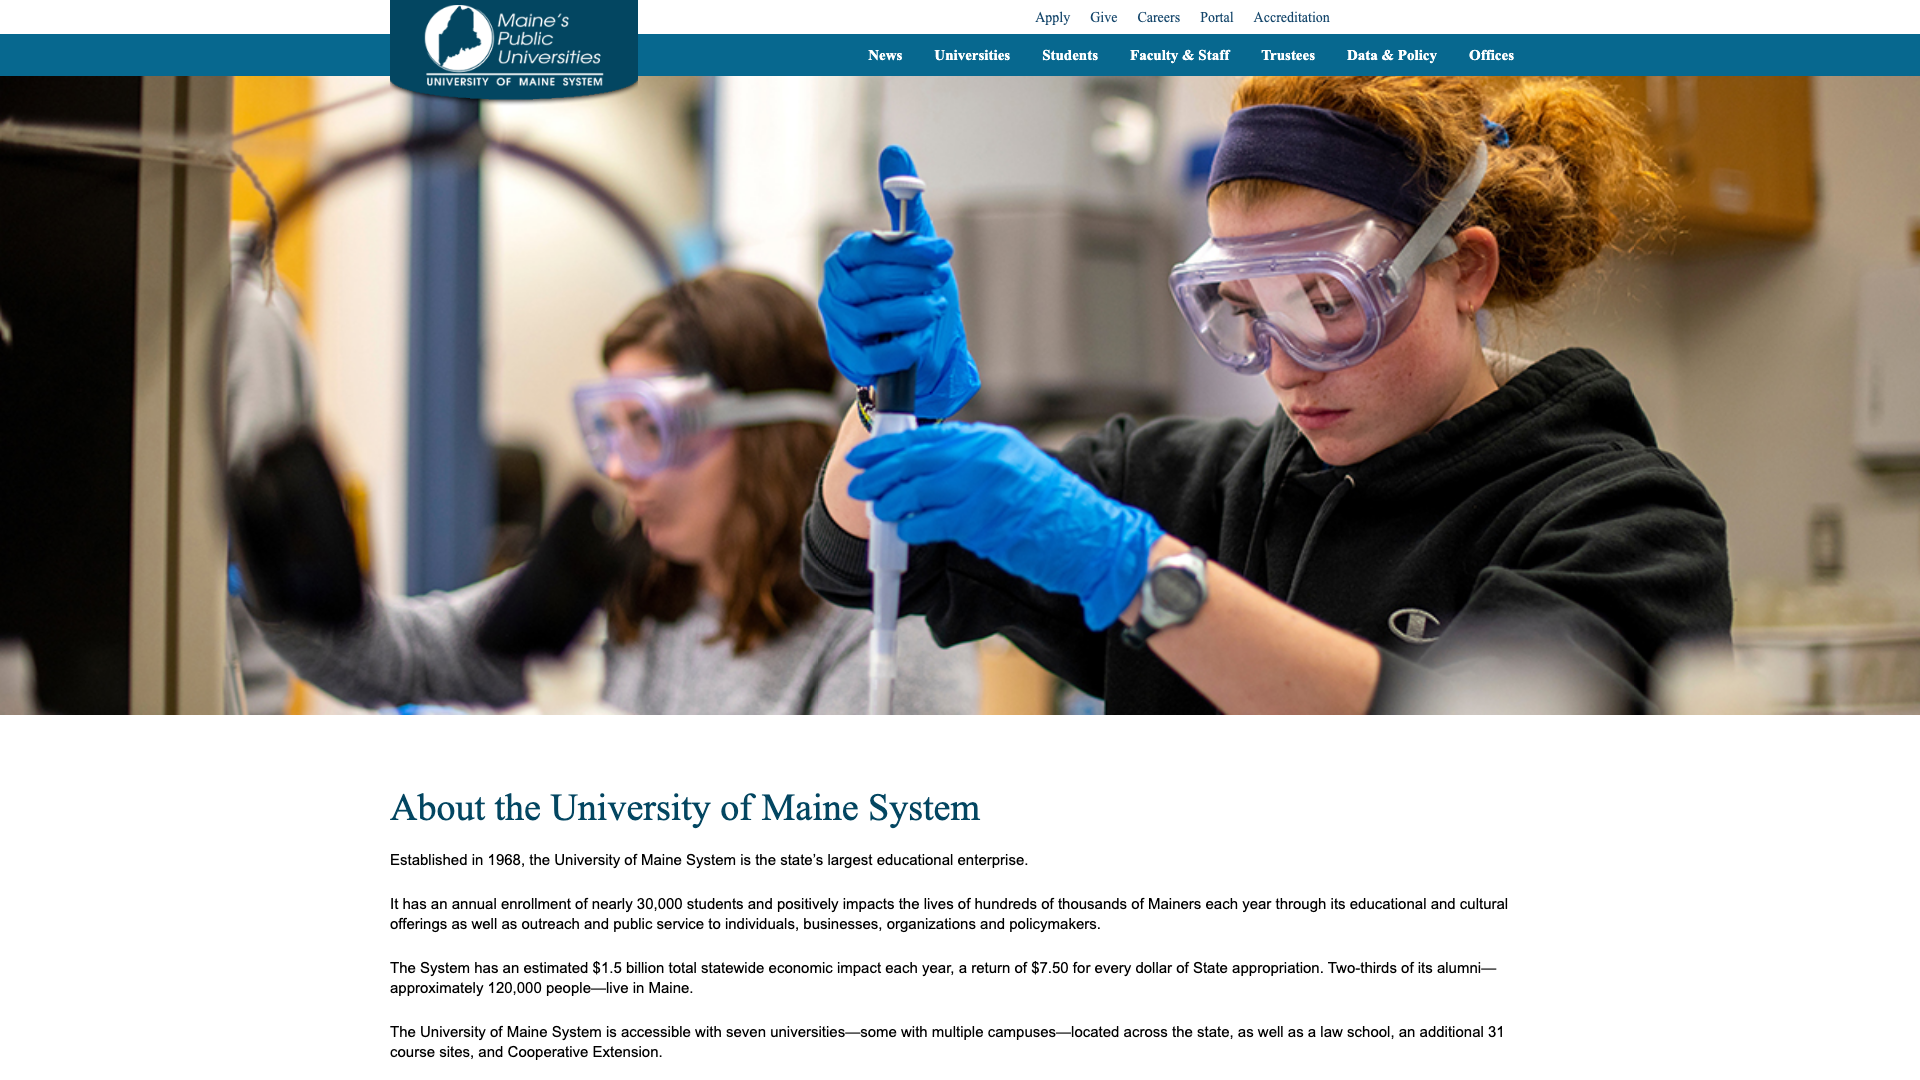 Maine's
Public
Universities
UNIVERSITY OF MAINE SYSTEM
Apply Give Careers Portal Accreditation
News Universities Students Faculty & Staff Trustees Data & Policy Offices
About the University of Maine System
Established in 1968, the University of Maine System is the state’s largest educational enterprise.
It has an annual enrollment of nearly 30,000 students and positively impacts the lives of hundreds of thousands of Mainers each year through its educational and cultural
offerings as well as outreach and public service to individuals, businesses, organizations and policymakers.
The System has an estimated $1.5 billion total statewide economic impact each year, a return of $7.50 for every dollar of State appropriation. Two-thirds of its alumni—
approximately 120,000 people—live in Maine.
The University of Maine System is accessible with seven universities—some with multiple campuses—located across the state, as well as a law school, an additional 31
course sites, and Cooperative Extension.